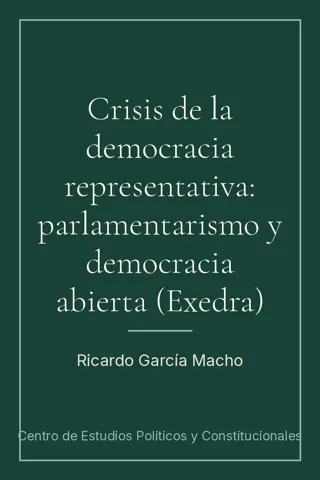 Crisis de la
democracia
representativa:
parlamentarismo y
democracia
abierta (Exedra)
Ricardo García Macho
Centro de Estudios Políticos y Constitucionales